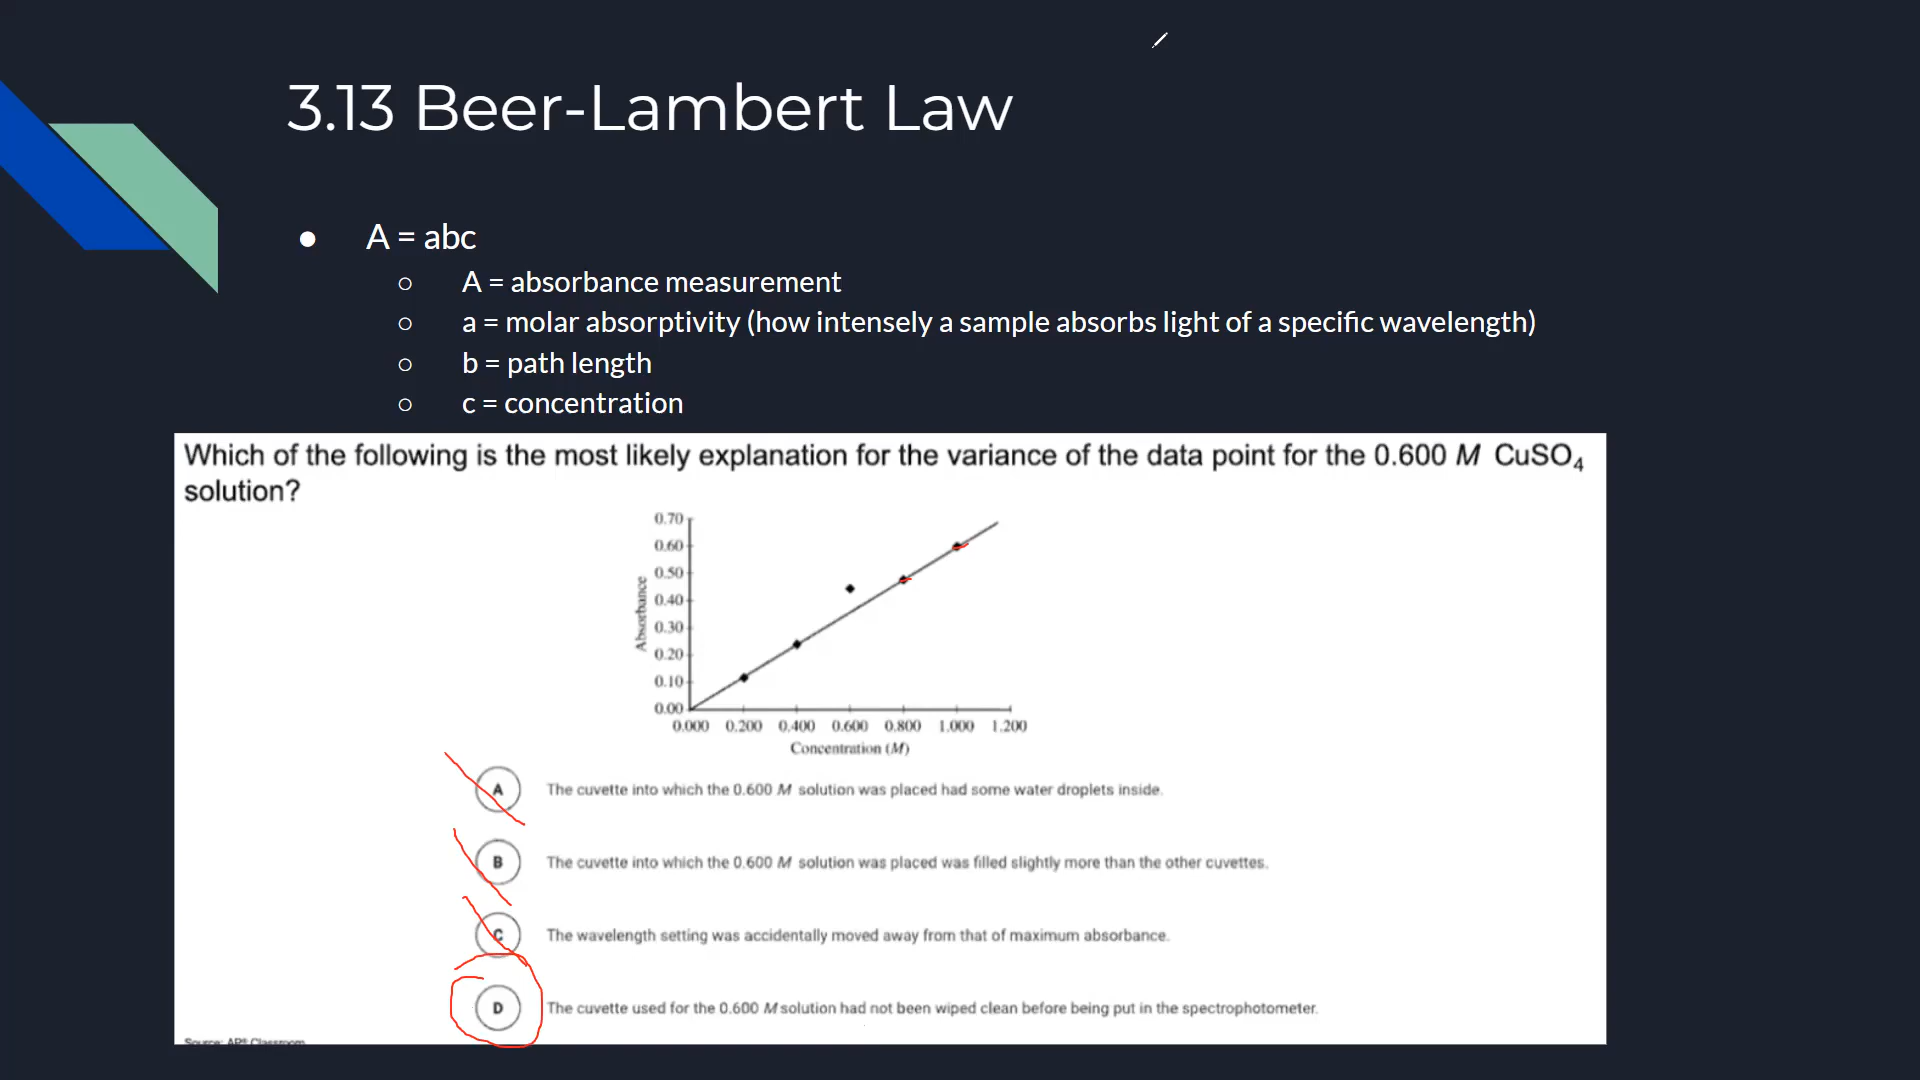 3.13 Beer-Lambert Law
● A = abc
○ A = absorbance measurement
○ a = molar absorptivity (how intensely a sample absorbs light of a specific wavelength)
○ b = path length
○ c = concentration
Which of the following is the most likely explanation for the variance of the data point for the 0.600 M CuSO₄
solution?
0.70
0.60
0.50
0.40
0.30
0.20
0.10
0.00
Absorbance
0.000 0.200 0.400 0.600 0.800 1.000 1.200
Concentration (M)
A The cuvette into which the 0.600 M solution was placed had some water droplets inside.
B The cuvette into which the 0.600 M solution was placed was filled slightly more than the other cuvettes.
C The wavelength setting was accidentally moved away from that of maximum absorbance.
D The cuvette used for the 0.600 M solution had not been wiped clean before being put in the spectrophotometer.
Source: AP® Classroom